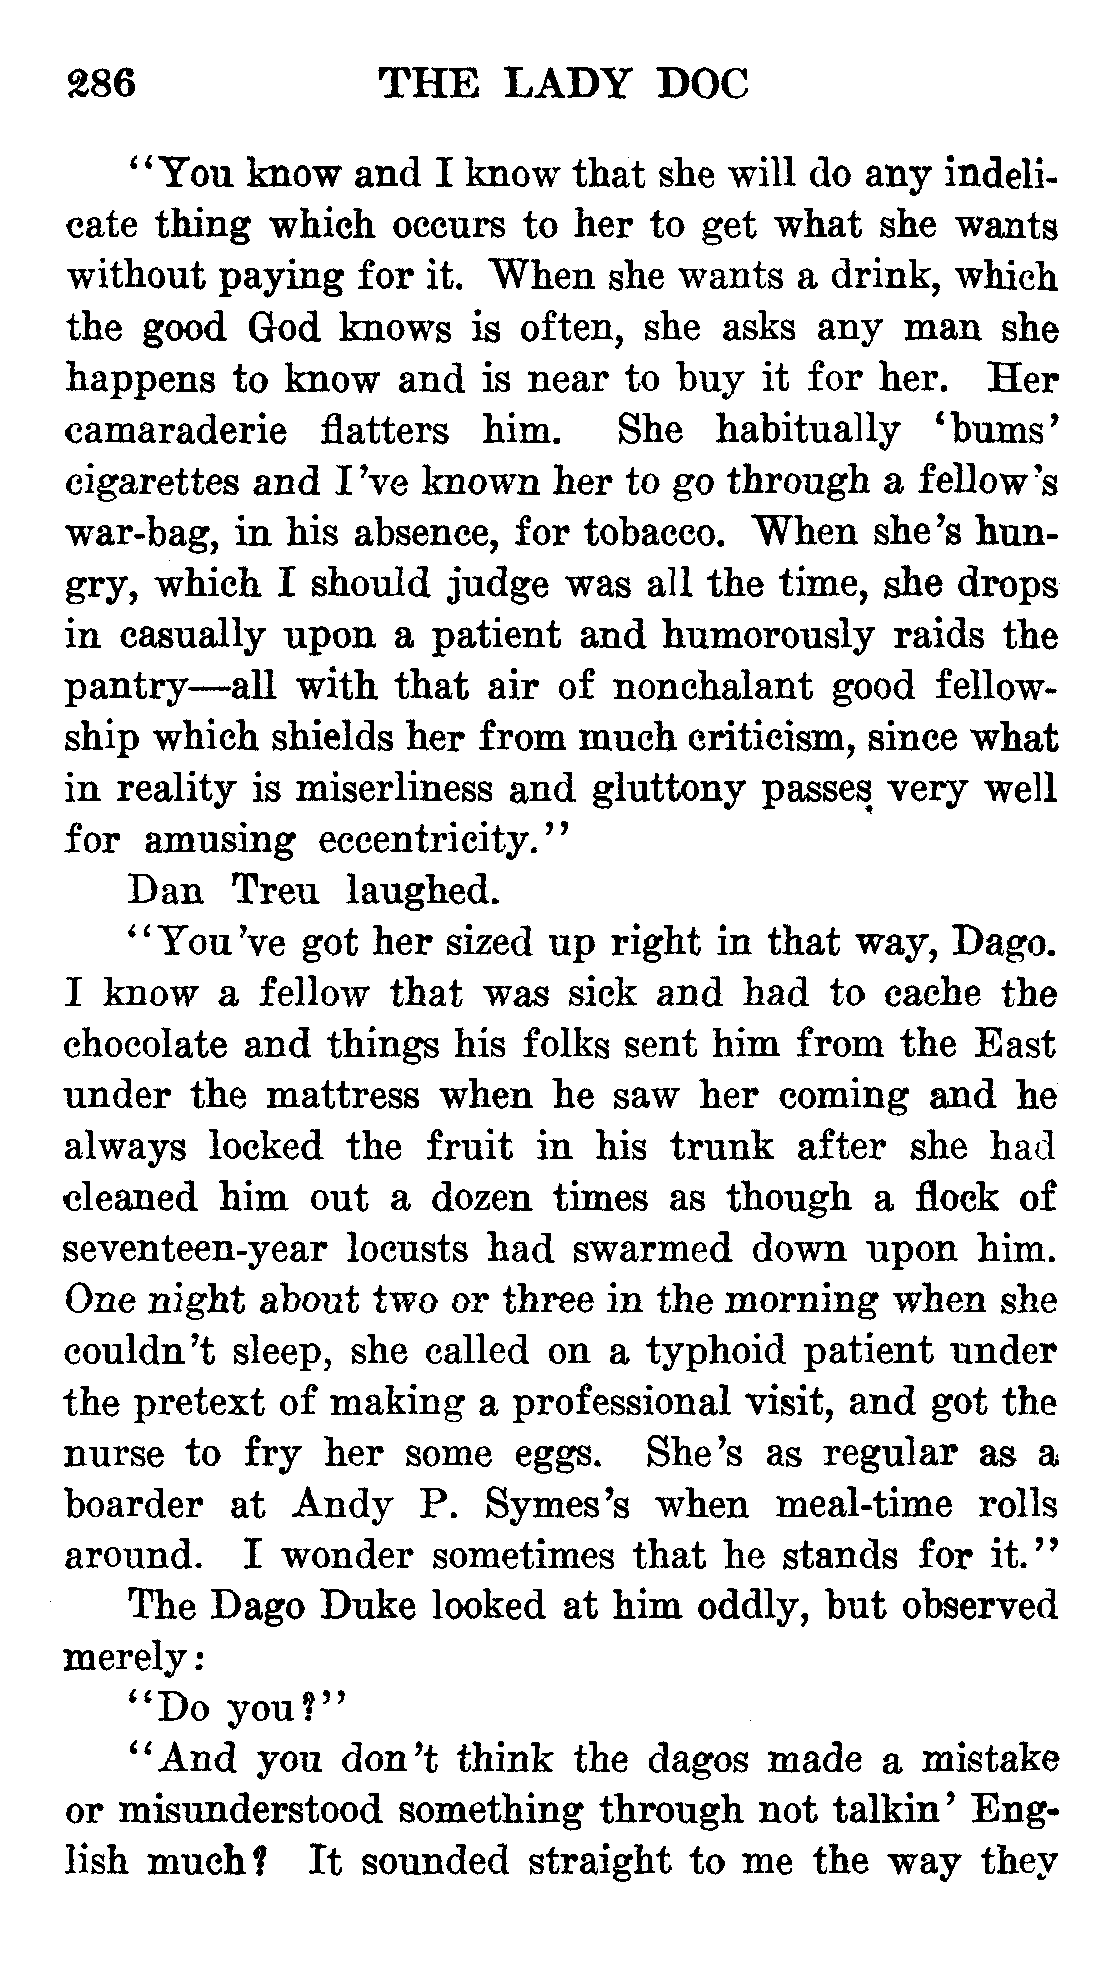 286 THE LADY DOC
“You know and I know that she will do any indeli-
cate thing which occurs to her to get what she wants
without paying for it. When she wants a drink, which
the good God knows is often, she asks any man she
happens to know and is near to buy it for her. Her
camaraderie flatters him. She habitually ‘bums’
cigarettes and I’ve known her to go through a fellow’s
war-bag, in his absence, for tobacco. When she’s hun-
gry, which I should judge was all the time, she drops
in casually upon a patient and humorously raids the
pantry—all with that air of nonchalant good fellow-
ship which shields her from much criticism, since what
in reality is miserliness and gluttony passes very well
for amusing eccentricity.”
Dan Treu laughed.
“You’ve got her sized up right in that way, Dago.
I know a fellow that was sick and had to cache the
chocolate and things his folks sent him from the East
under the mattress when he saw her coming and he
always locked the fruit in his trunk after she had
cleaned him out a dozen times as though a flock of
seventeen-year locusts had swarmed down upon him.
One night about two or three in the morning when she
couldn’t sleep, she called on a typhoid patient under
the pretext of making a professional visit, and got the
nurse to fry her some eggs. She’s as regular as a
boarder at Andy P. Symes’s when meal-time rolls
around. I wonder sometimes that he stands for it.”
The Dago Duke looked at him oddly, but observed
merely:
“Do you?”
“And you don’t think the dagos made a mistake
or misunderstood something through not talkin’ Eng-
lish much? It sounded straight to me the way they